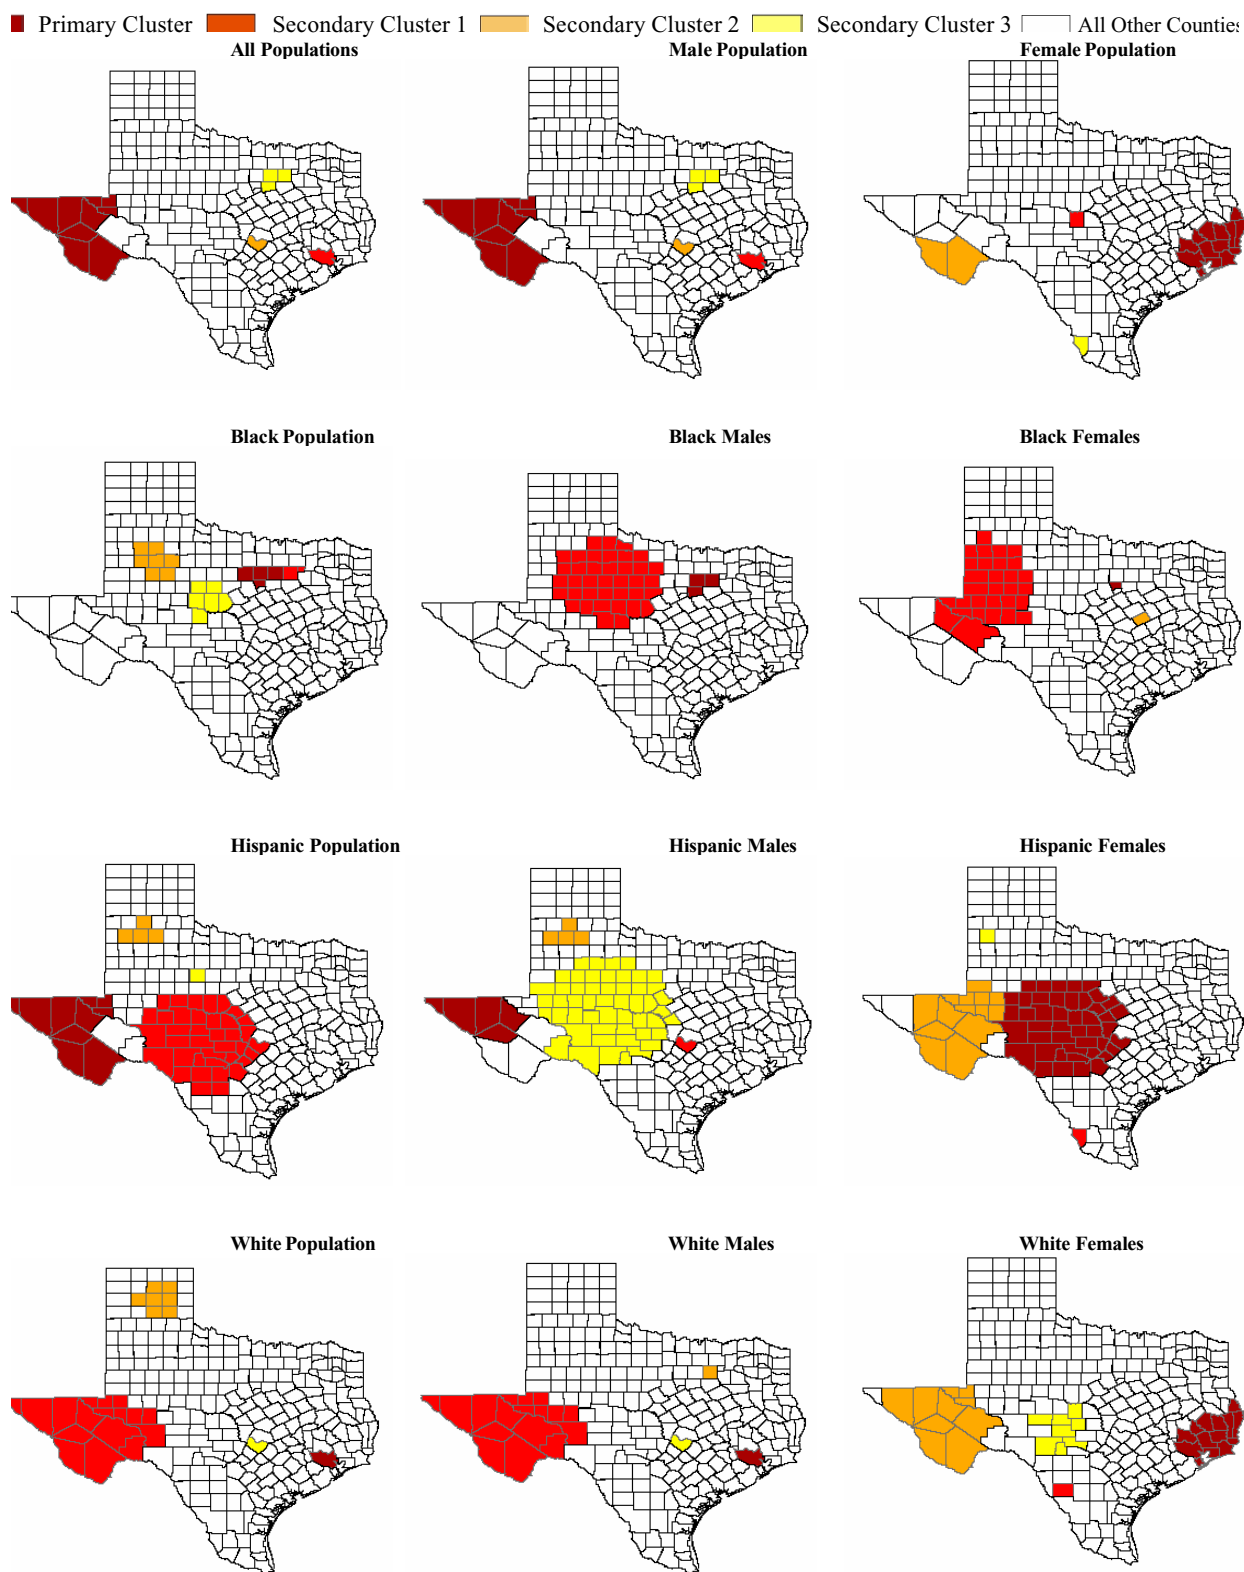 Primary Cluster Secondary Cluster 1 Secondary Cluster 2 Secondary Cluster 3 All Other Counties
All Populations Male Population Female Population
Black Population Black Males Black Females
Hispanic Population Hispanic Males Hispanic Females
White Population White Males White Females